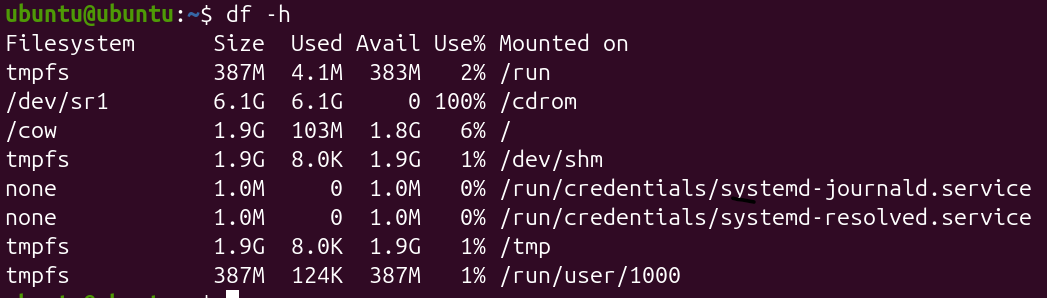 ubuntu@ubuntu:~$ df -h
Filesystem      Size  Used Avail Use% Mounted on
tmpfs           387M  4.1M  383M   2% /run
/dev/sr1        6.1G  6.1G     0 100% /cdrom
/cow            1.9G  103M  1.8G   6% /
tmpfs           1.9G  8.0K  1.9G   1% /dev/shm
none            1.0M     0  1.0M   0% /run/credentials/systemd-journald.service
none            1.0M     0  1.0M   0% /run/credentials/systemd-resolved.service
tmpfs           1.9G  8.0K  1.9G   1% /tmp
tmpfs           387M  124K  387M   1% /run/user/1000